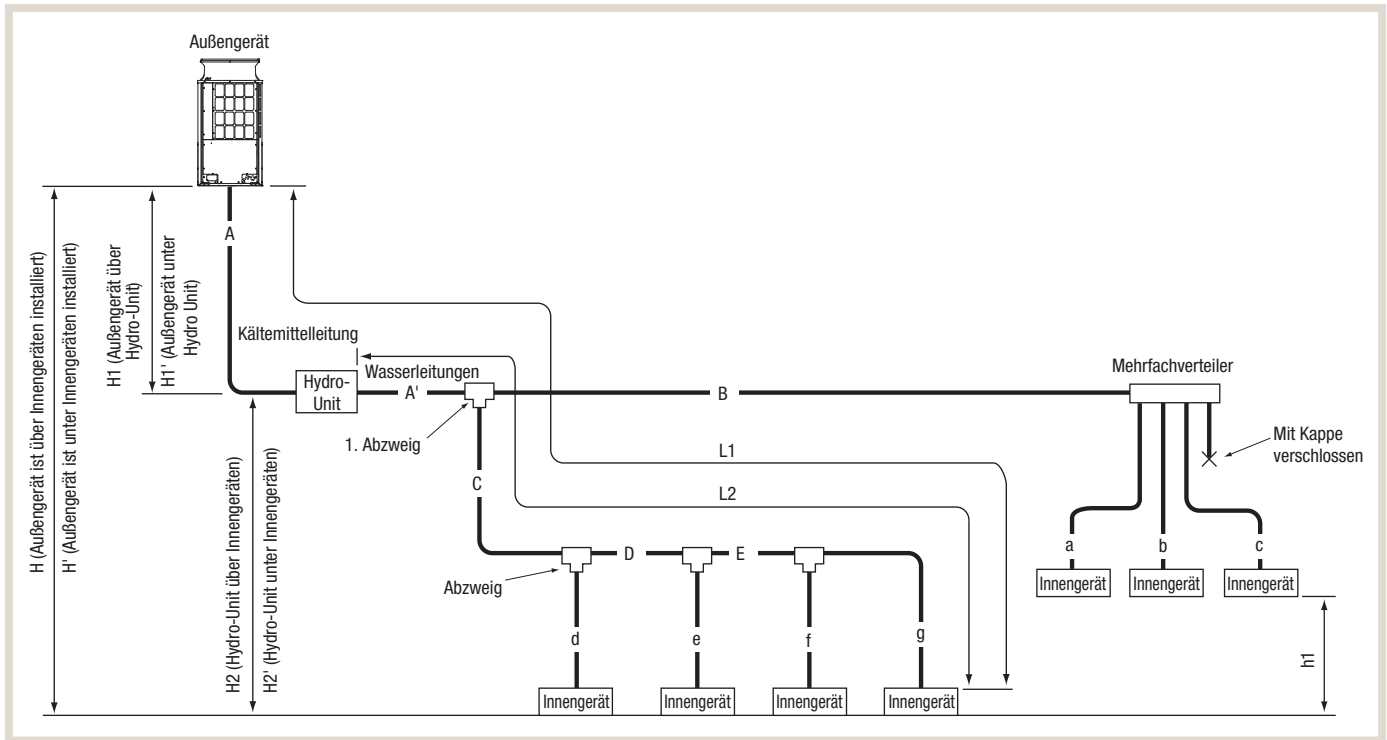 Außengerät
H (Außengerät ist über Innengeräten installiert)
H' (Außengerät ist unter Innengeräten installiert)
H1 (Außengerät über
Hydro-Unit)
H1' (Außengerät unter
Hydro Unit)
A
Kältemittelleitung
Hydro-
Unit
Wasserleitungen
A'
B
Mehrfachverteiler
1. Abzweig
Mit Kappe
verschlossen
L1
C
L2
H2 (Hydro-Unit über Innengeräten)
H2' (Hydro-Unit unter Innengeräten)
a
b
c
Innengerät
Innengerät
Innengerät
D
E
Abzweig
d
e
f
g
h1
Innengerät
Innengerät
Innengerät
Innengerät